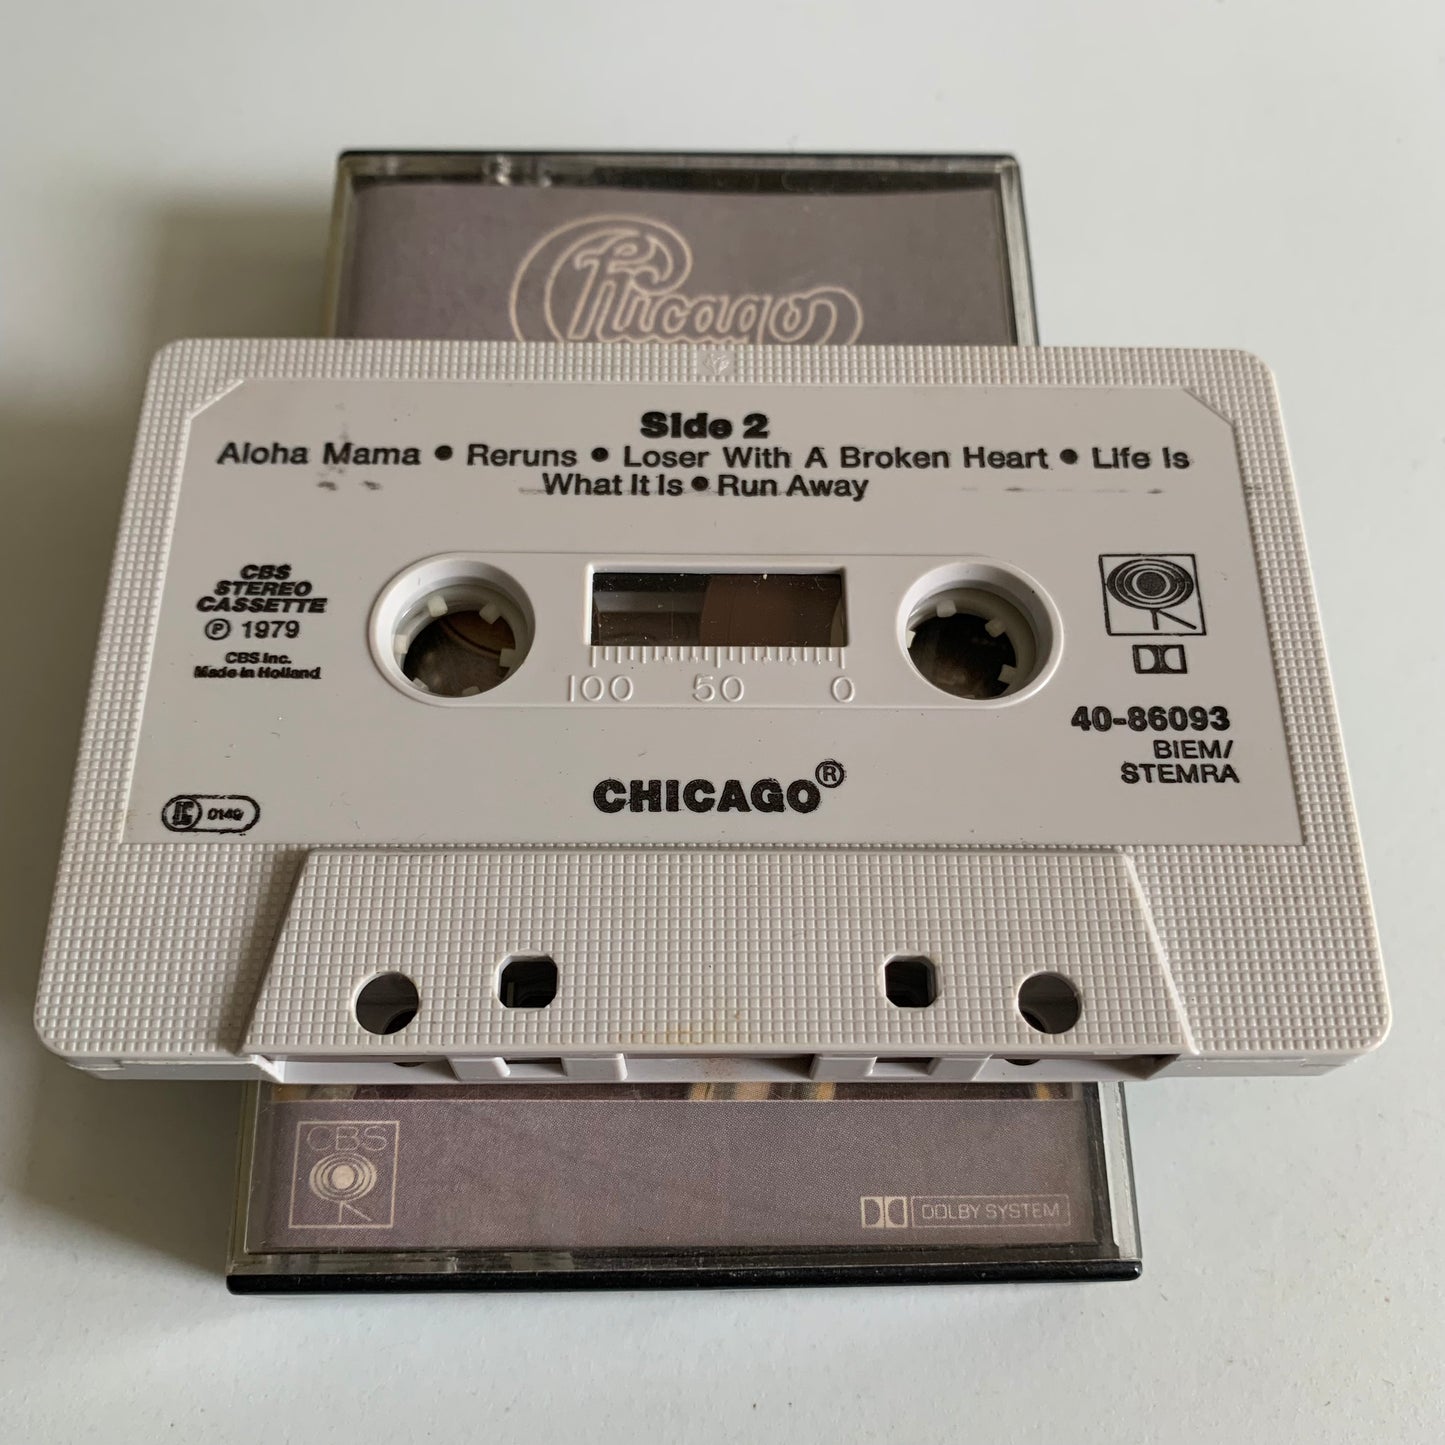 Chicago
Side 2
Aloha Mama • Reruns • Loser With A Broken Heart • Life Is
What It Is • Run Away
CBS
STEREO
CASSETTE
℗ 1979
CBS Inc.
Made in Holland
100 50 0
40-86093
BIEM/
STEMRA
CHICAGO®
0149
CBS
DOLBY SYSTEM